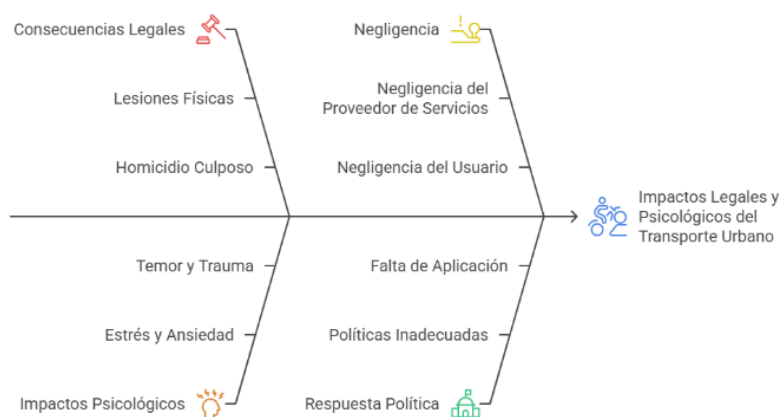 Consecuencias Legales
Negligencia
Lesiones Físicas
Negligencia del
Proveedor de Servicios
Homicidio Culposo
Negligencia del Usuario
Impactos Legales y
Psicológicos del
Transporte Urbano
Temor y Trauma
Falta de Aplicación
Estrés y Ansiedad
Políticas Inadecuadas
Impactos Psicológicos
Respuesta Política